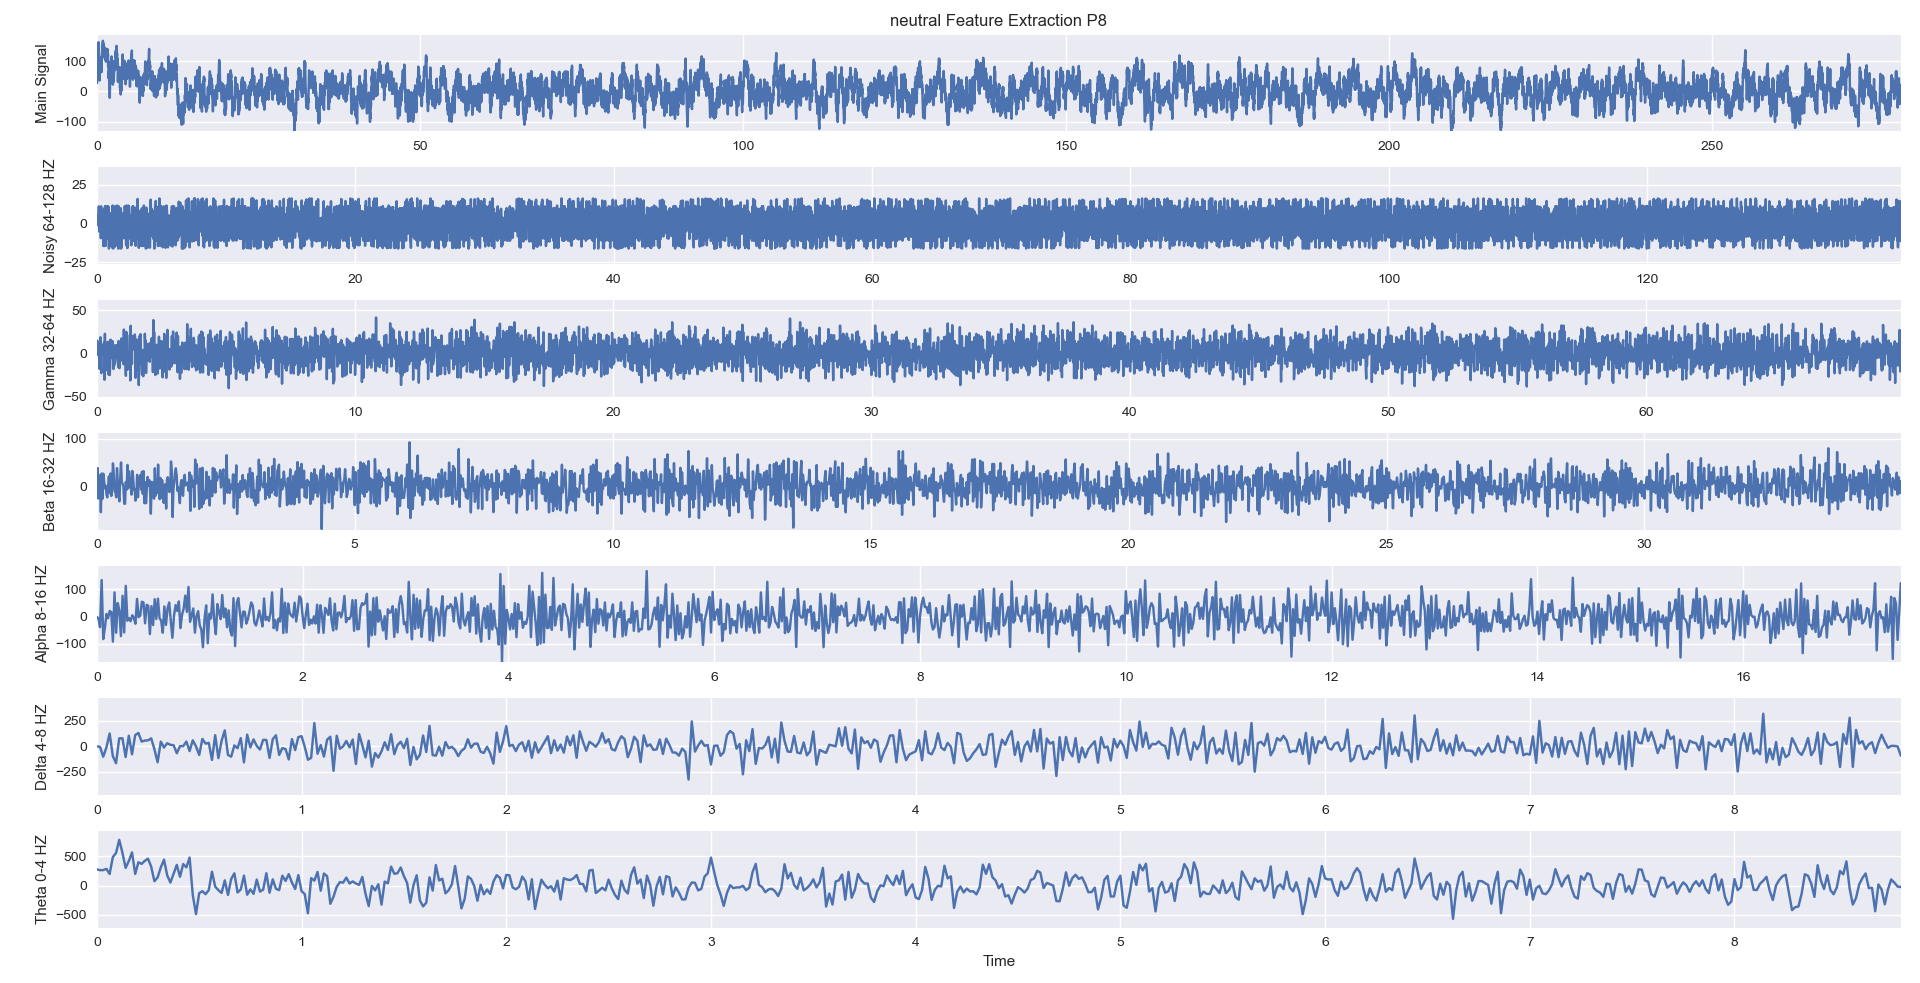 neutral Feature Extraction P8
Main Signal
100
0
−100
0 50 100 150 200 250
Noisy 64-128 HZ
25
0
−25
0 20 40 60 80 100 120
Gamma 32-64 HZ
50
0
−50
0 10 20 30 40 50 60
Beta 16-32 HZ
100
0
0 5 10 15 20 25 30
Alpha 8-16 HZ
100
0
−100
0 2 4 6 8 10 12 14 16
Delta 4-8 HZ
250
0
−250
0 1 2 3 4 5 6 7 8
Theta 0-4 HZ
500
0
−500
0 1 2 3 4 5 6 7 8
Time